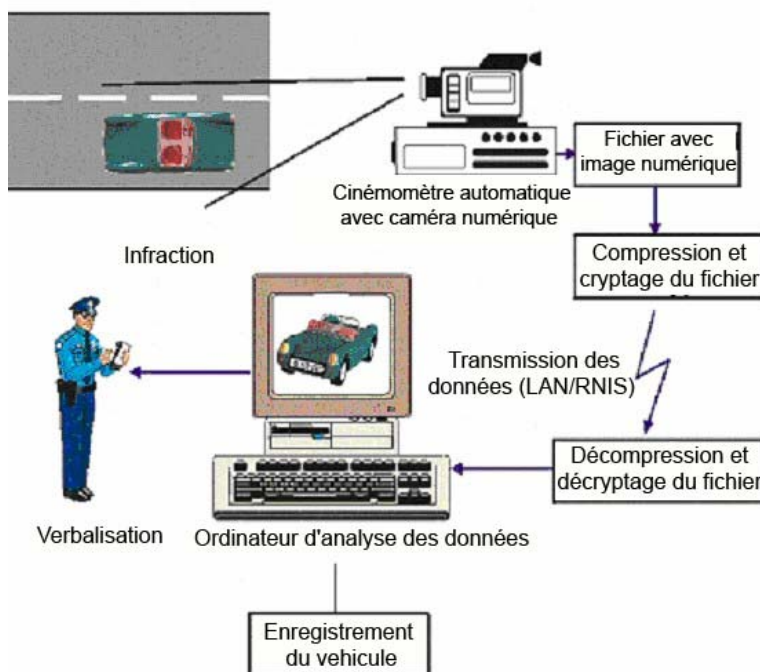 Fichier avec
image numérique
Cinémomètre automatique
avec caméra numérique
Infraction
Compression et
cryptage du fichier
Transmission des
données (LAN/RNIS)
Décompression et
décryptage du fichier
Verbalisation
Ordinateur d'analyse des données
Enregistrement
du vehicule